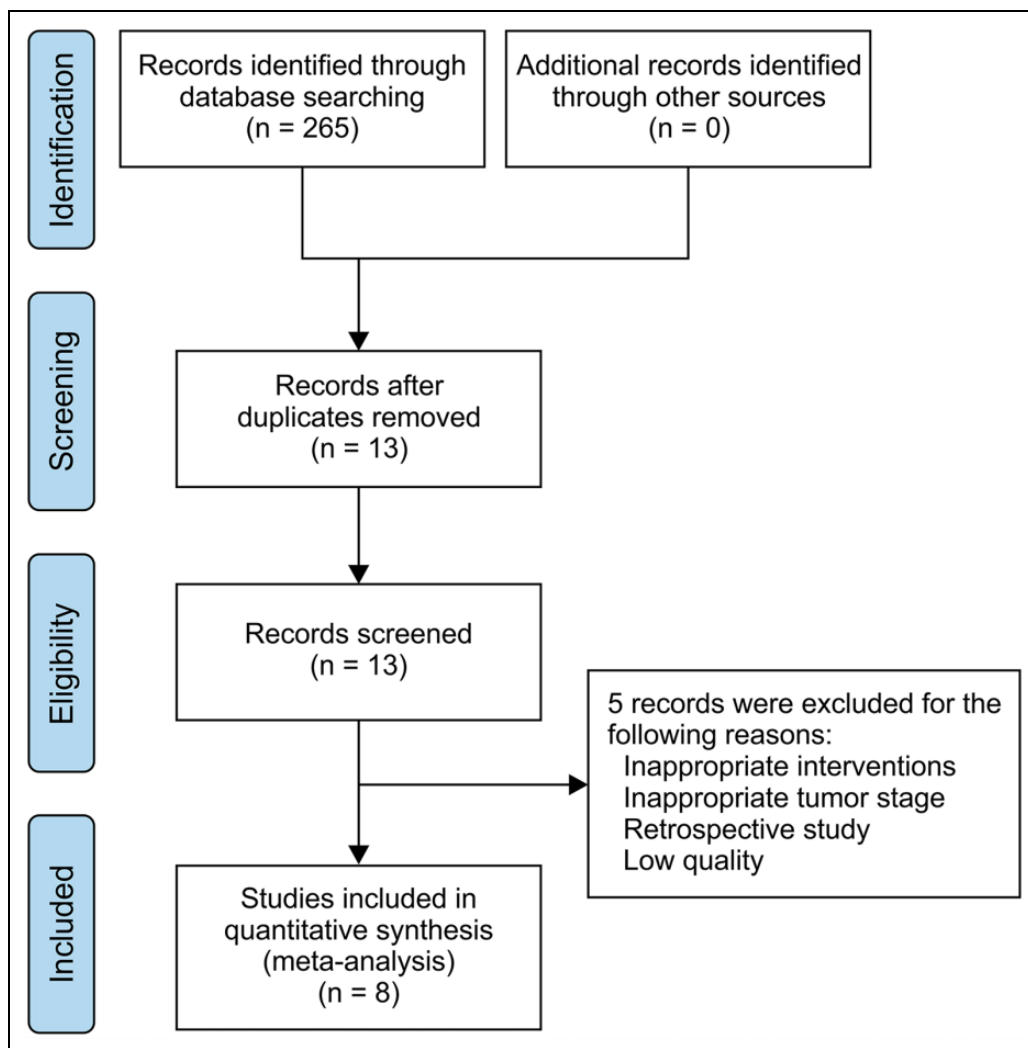 Identification
Records identified through
database searching
(n = 265)
Additional records identified
through other sources
(n = 0)
Screening
Records after
duplicates removed
(n = 13)
Eligibility
Records screened
(n = 13)
5 records were excluded for the
following reasons:
Inappropriate interventions
Inappropriate tumor stage
Retrospective study
Low quality
Included
Studies included in
quantitative synthesis
(meta-analysis)
(n = 8)